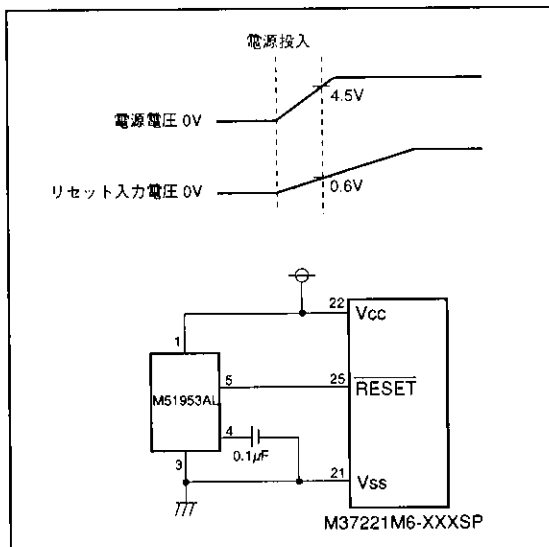 電源投入
4.5V
電源電圧 0V
0.6V
リセット入力電圧 0V
22
Vcc
1
5
25
RESET
M51953AL
4
0.1μF
3
21
Vss
M37221M6-XXXSP